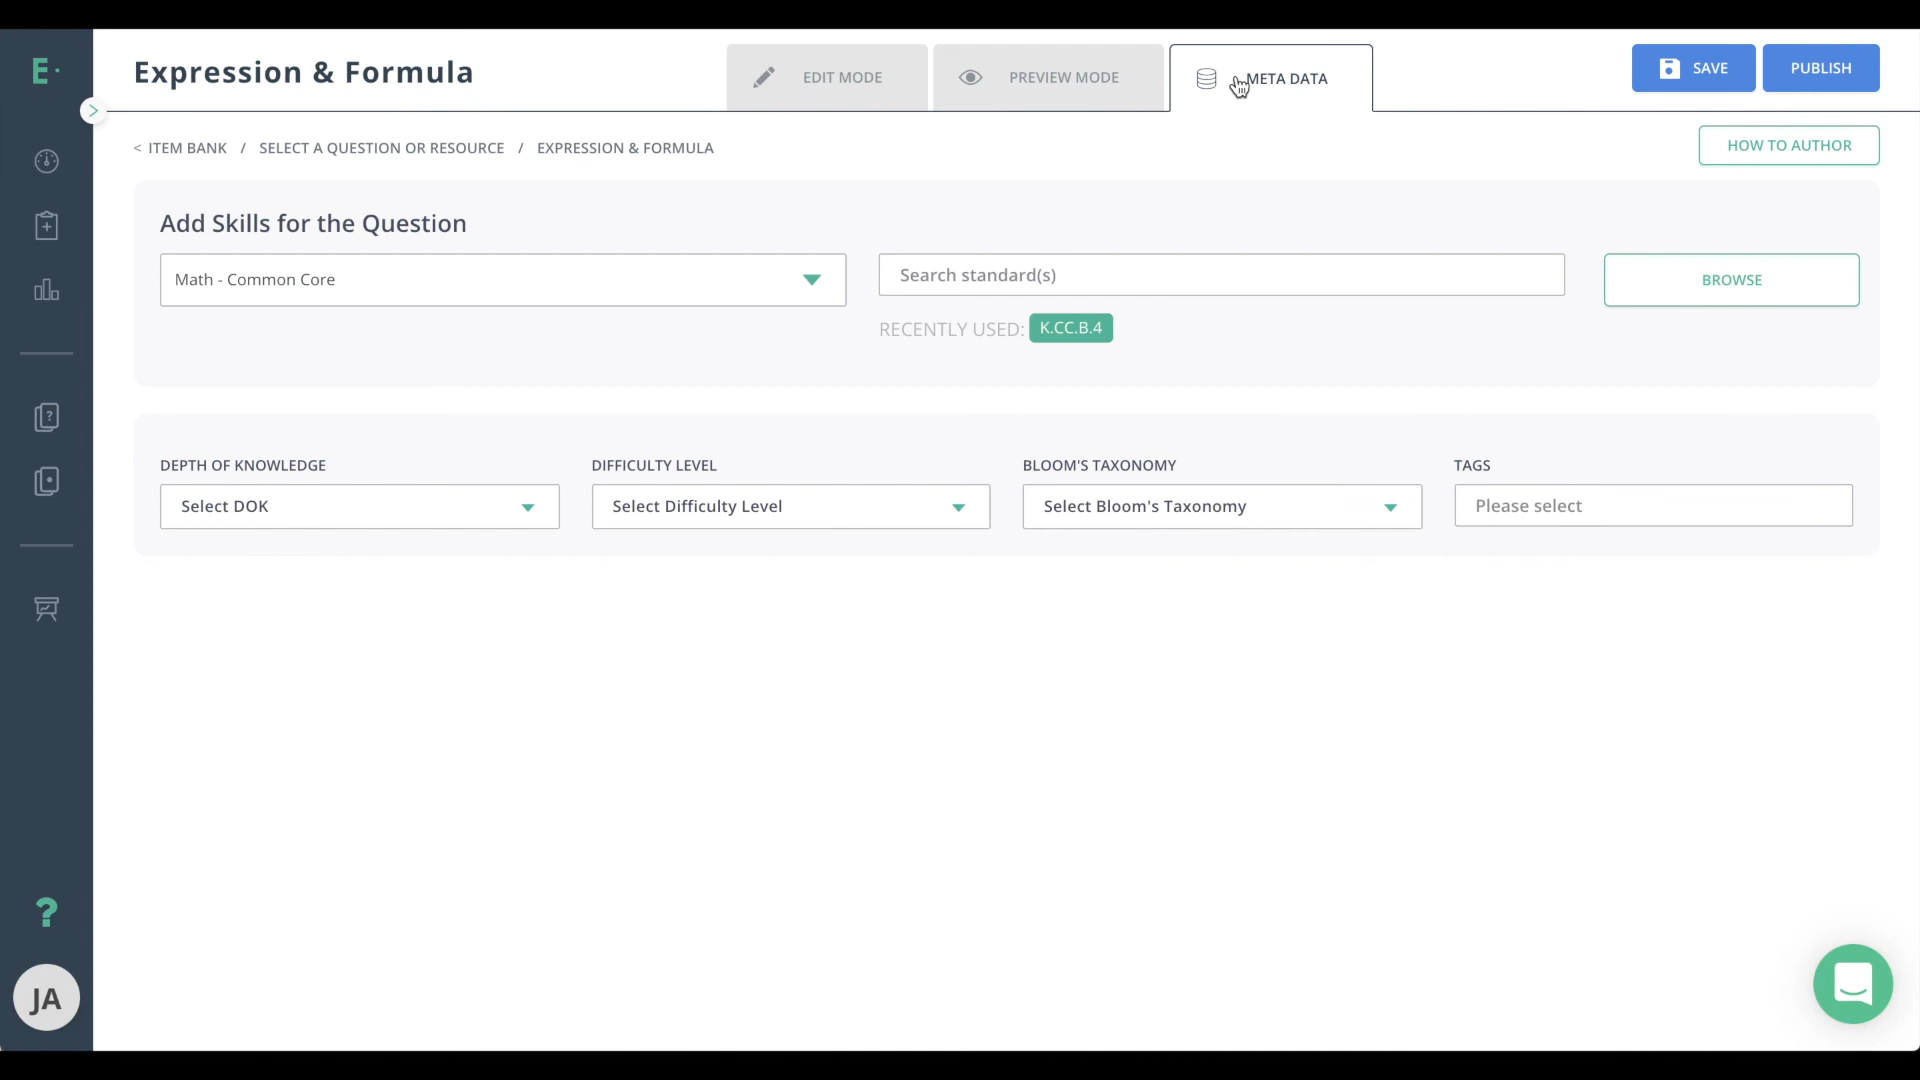 E·
Expression & Formula
EDIT MODE
PREVIEW MODE
META DATA
SAVE
PUBLISH
< ITEM BANK / SELECT A QUESTION OR RESOURCE / EXPRESSION & FORMULA
HOW TO AUTHOR
Add Skills for the Question
Math - Common Core
Search standard(s)
BROWSE
RECENTLY USED: K.CC.B.4
DEPTH OF KNOWLEDGE
DIFFICULTY LEVEL
BLOOM'S TAXONOMY
TAGS
Select DOK
Select Difficulty Level
Select Bloom's Taxonomy
Please select
?
JA